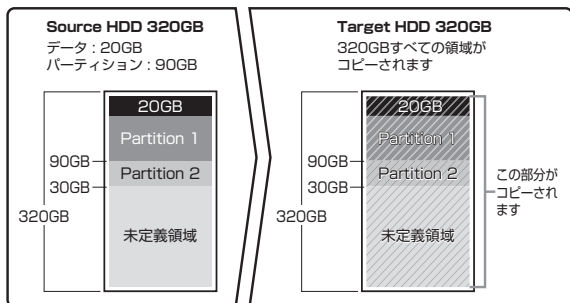 Source HDD 320GB
データ : 20GB
パーティション : 90GB
20GB
Partition 1
90GB
Partition 2
30GB
320GB
未定義領域
Target HDD 320GB
320GBすべての領域が
コピーされます
20GB
Partition 1
90GB
Partition 2
30GB
320GB
未定義領域
この部分が
コピーされ
ます